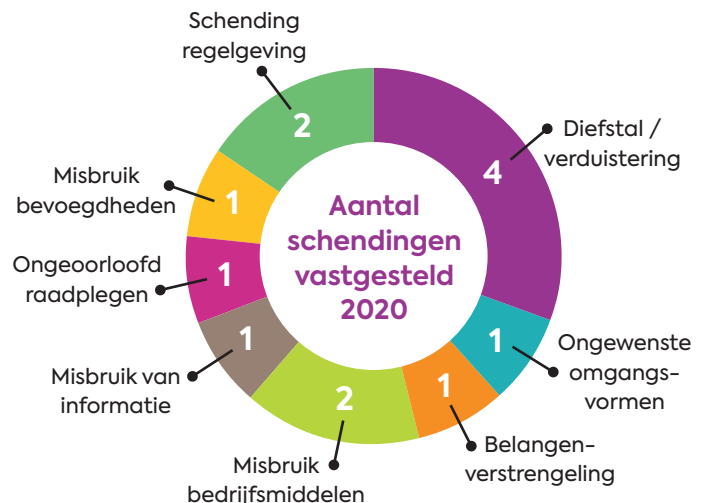 Schending
regelgeving
2
Diefstal /
verduistering
4
Misbruik
bevoegdheden
1
Aantal
schendingen
vastgesteld
2020
Ongeoorloofd
raadplegen
1
Ongewenste
omgangs-
vormen
1
Misbruik van
informatie
1
Belangen-
verstrengeling
1
Misbruik
bedrijfsmiddelen
2